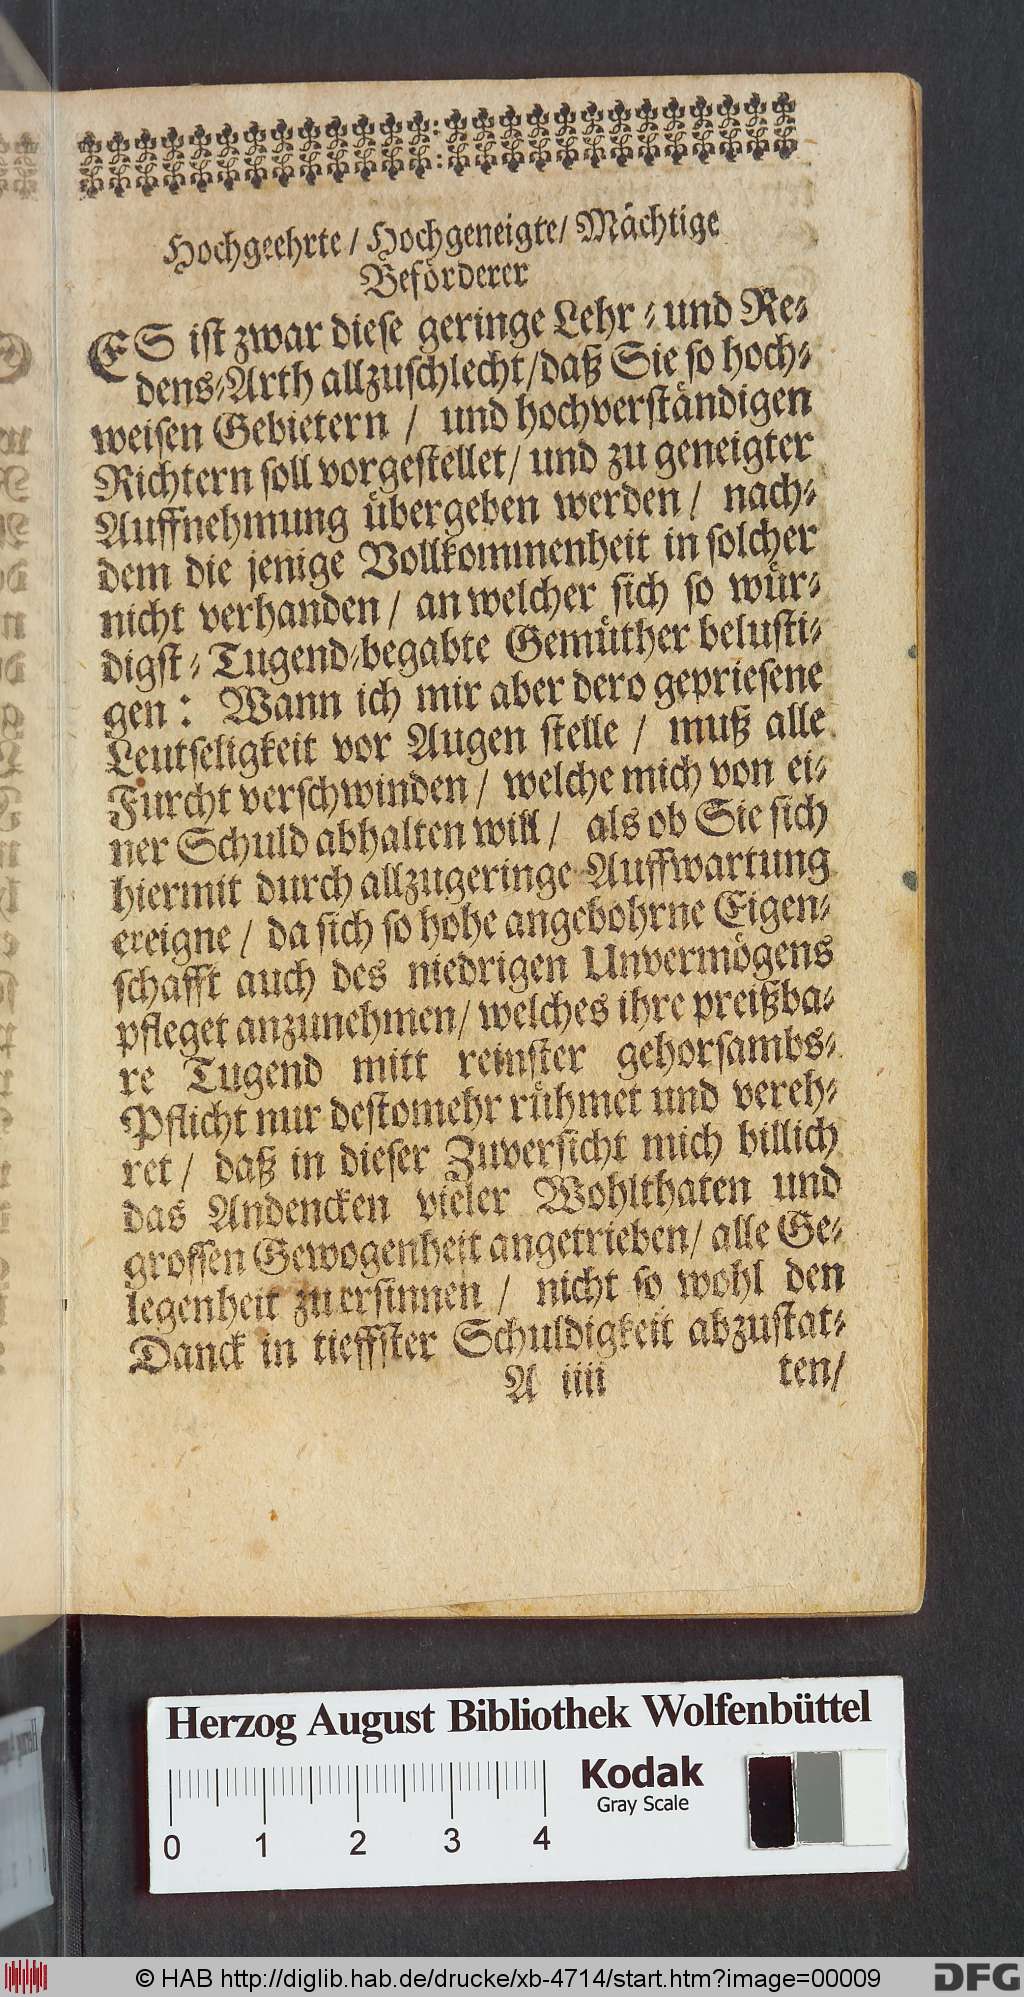 Hochgeehrte / Hochgeneigte / Mächtige
Beförderer
ES ist zwar diese geringe Lehr- und Re-
dens-Arth allzuschlecht / daß Sie so hoch-
weisen Gebietern / und hochverständigen
Richtern soll vorgestellet / und zu geneigter
Auffnehmung übergeben werden / nach-
dem die jenige Vollkommenheit in solcher
nicht verhanden / an welcher sich so wür-
digst-Tugend-begabte Gemüther belusti-
gen: Wann ich mir aber dero gepriesene
Leutseligkeit vor Augen stelle / muß alle
Furcht verschwinden / welche mich von ei-
ner Schuld abhalten will / als ob Sie sich
hiermit durch allzugeringe Auffwartung
ereigne / da sich so hohe angebohrne Eigen-
schafft auch des niedrigen Unvermögens
pfleget anzunehmen / welches ihre preißba-
re Tugend mitt reinster gehorsambs-
Pflicht nur destomehr rühmet und vereh-
ret / daß in dieser Zuversicht mich billich
das Andencken vieler Wohlthaten und
grossen Gewogenheit angetrieben / alle Ge-
legenheit zu ersinnen / nicht so wohl den
Danck in tieffster Schuldigkeit abzustat-
A iiii ten /
Herzog August Bibliothek Wolfenbüttel
Kodak
Gray Scale
0 1 2 3 4
© HAB http://diglib.hab.de/drucke/xb-4714/start.htm?image=00009
DFG